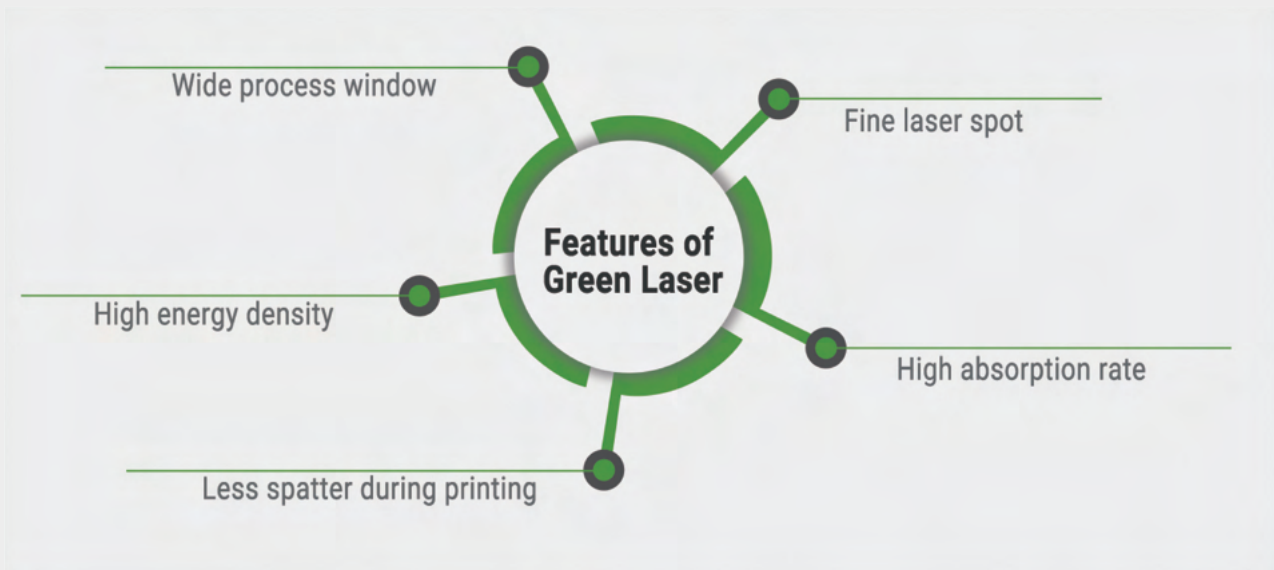 Wide process window
Fine laser spot
Features of
Green Laser
High energy density
High absorption rate
Less spatter during printing